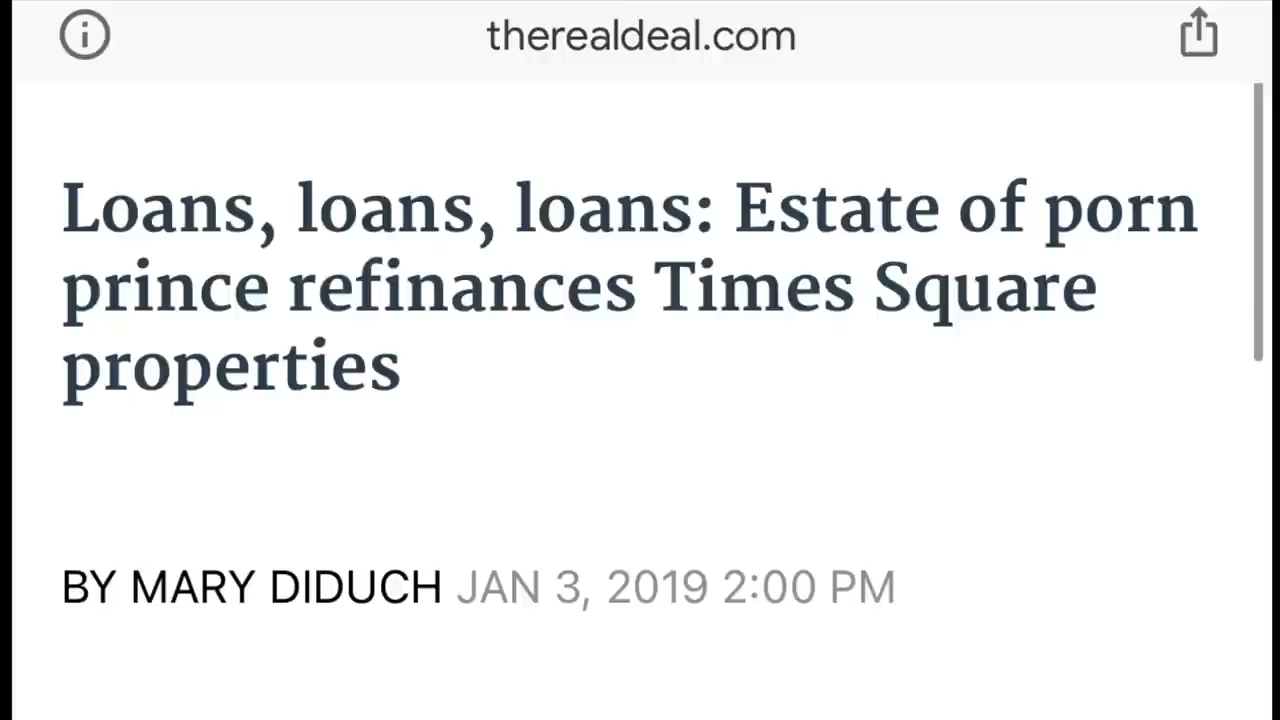 therealdeal.com
Loans, loans, loans: Estate of porn
prince refinances Times Square
properties
BY MARY DIDUCH JAN 3, 2019 2:00 PM